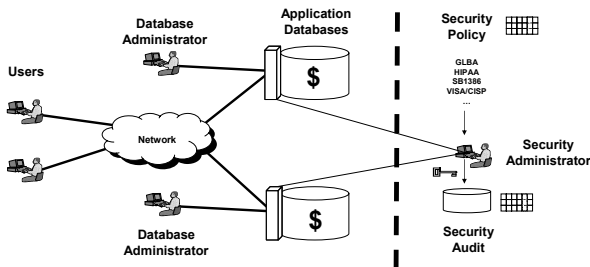 Database
Administrator
Application
Databases
Security
Policy
Users
$
GLBA
HIPAA
SB1386
VISA/CISP
...
Network
Security
Administrator
Database
Administrator
$
Security
Audit